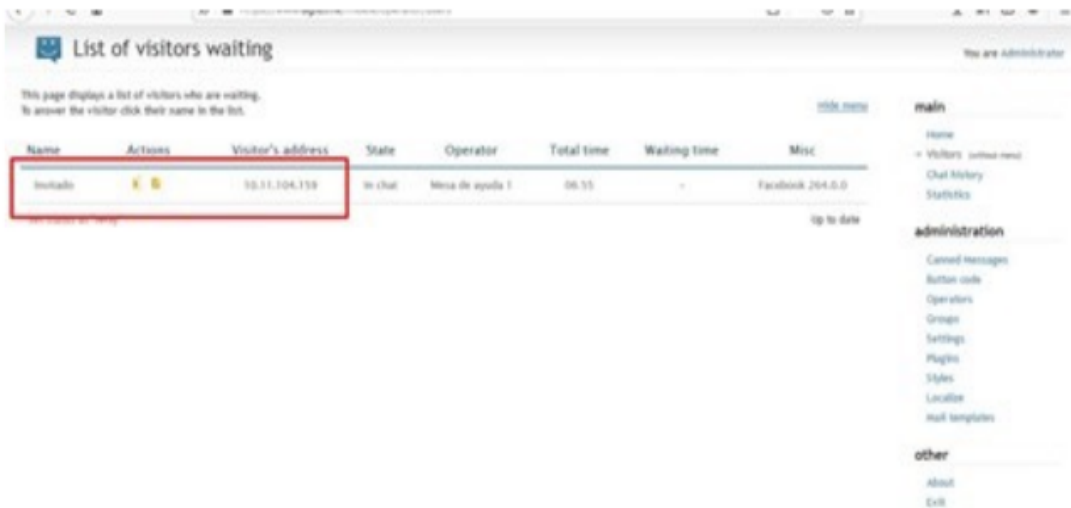 List of visitors waiting
You are Administrator
This page displays a list of visitors who are waiting.
To answer the visitor click their name in the list.
Hide menu
Name Actions Visitor's address State Operator Total time Waiting time Misc
Invitado 10.11.104.159 In chat Mesa de ayuda 1 06:55 - Facebook 264.0.0
Up to date
main
Home
Visitors (without menu)
Chat history
Statistics
administration
Canned Messages
Button code
Operators
Groups
Settings
Plugins
Styles
Localize
Mail templates
other
About
Exit